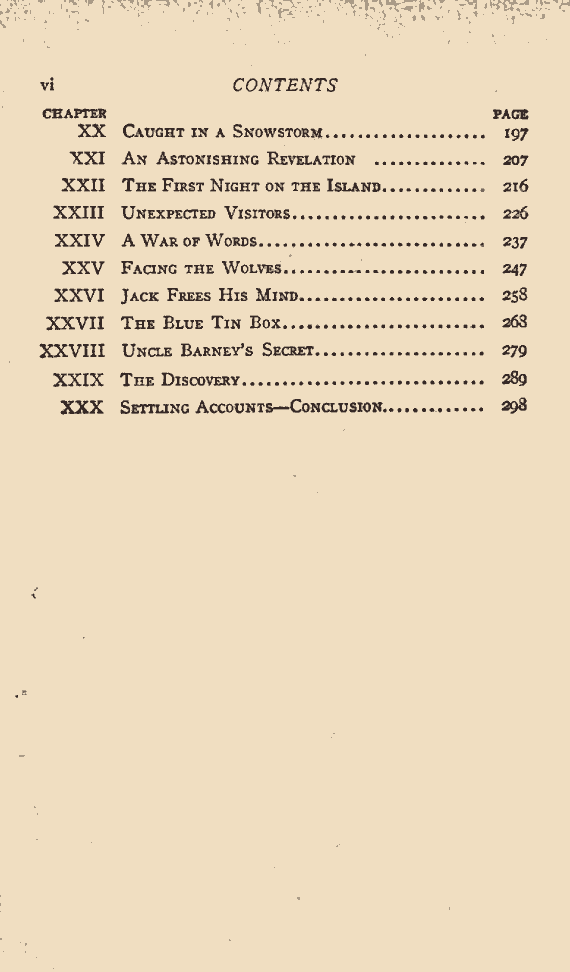 vi CONTENTS
CHAPTER PAGE
XX CAUGHT IN A SNOWSTORM.................... 197
XXI AN ASTONISHING REVELATION ............. 207
XXII THE FIRST NIGHT ON THE ISLAND............. 216
XXIII UNEXPECTED VISITORS........................ 226
XXIV A WAR OF WORDS............................ 237
XXV FACING THE WOLVES......................... 247
XXVI JACK FREES HIS MIND....................... 258
XXVII THE BLUE TIN BOX......................... 268
XXVIII UNCLE BARNEY'S SECRET..................... 279
XXIX THE DISCOVERY.............................. 289
XXX SETTLING ACCOUNTS—CONCLUSION............. 298